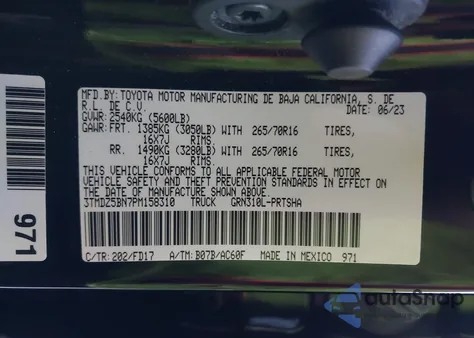 MFD.BY: TOYOTA MOTOR MANUFACTURING DE BAJA CALIFORNIA, S. DE
R.L. DE C.V. 06/23
GVWR: 2540KG (5600LB)
GAWR: FRT. 1385KG (3050LB) WITH 265/70R16 TIRES,
16X7J RIMS.
RR. 1490KG (3280LB) WITH 265/70R16 TIRES,
16X7J RIMS.
THIS VEHICLE CONFORMS TO ALL APPLICABLE FEDERAL MOTOR
VEHICLE SAFETY AND THEFT PREVENTION STANDARDS IN EFFECT ON
THE DATE OF MANUFACTURE SHOWN ABOVE.
3TMDZ5BN7PM158310 TRUCK GRN310L-PRTSHA
C/TR: 202/FD17 A/TM: B07B/AC60F MADE IN MEXICO 971
971
autoSnap